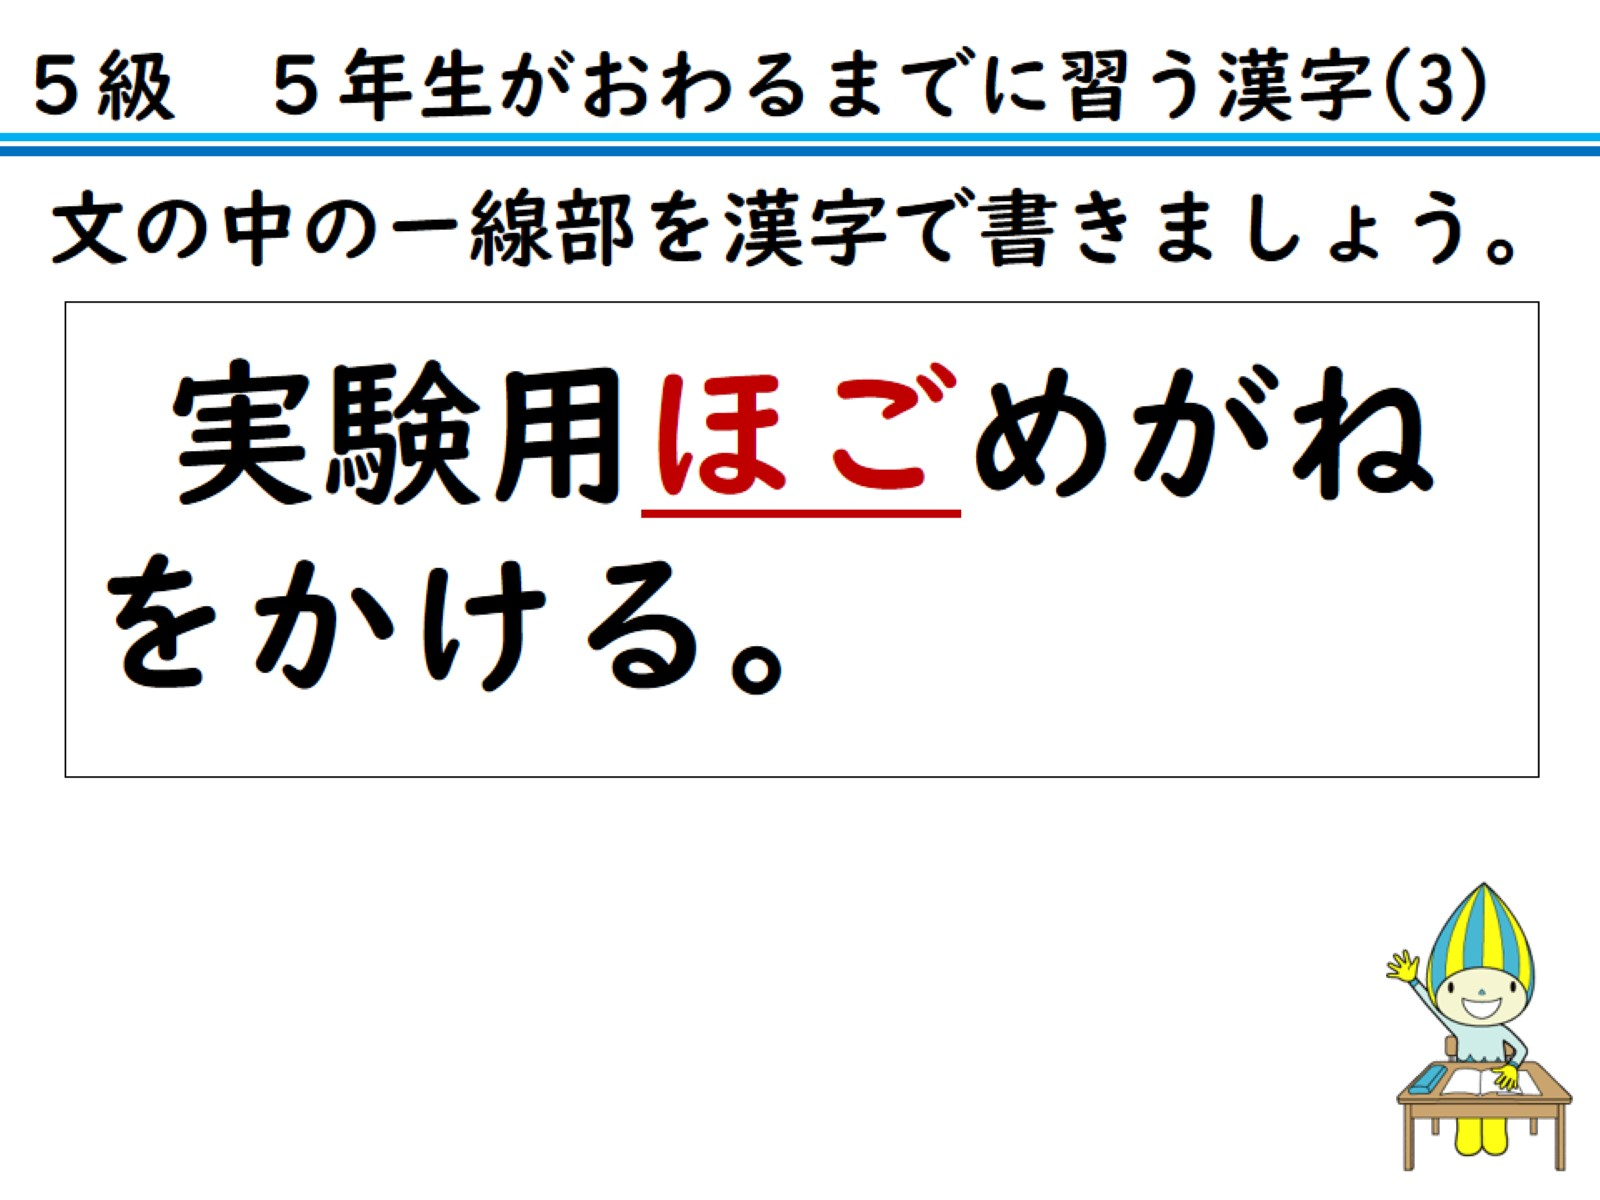 ５級　５年生がおわるまでに習う漢字(3)
文の中の―線部を漢字で書きましょう。
実験用ほごめがね
をかける。